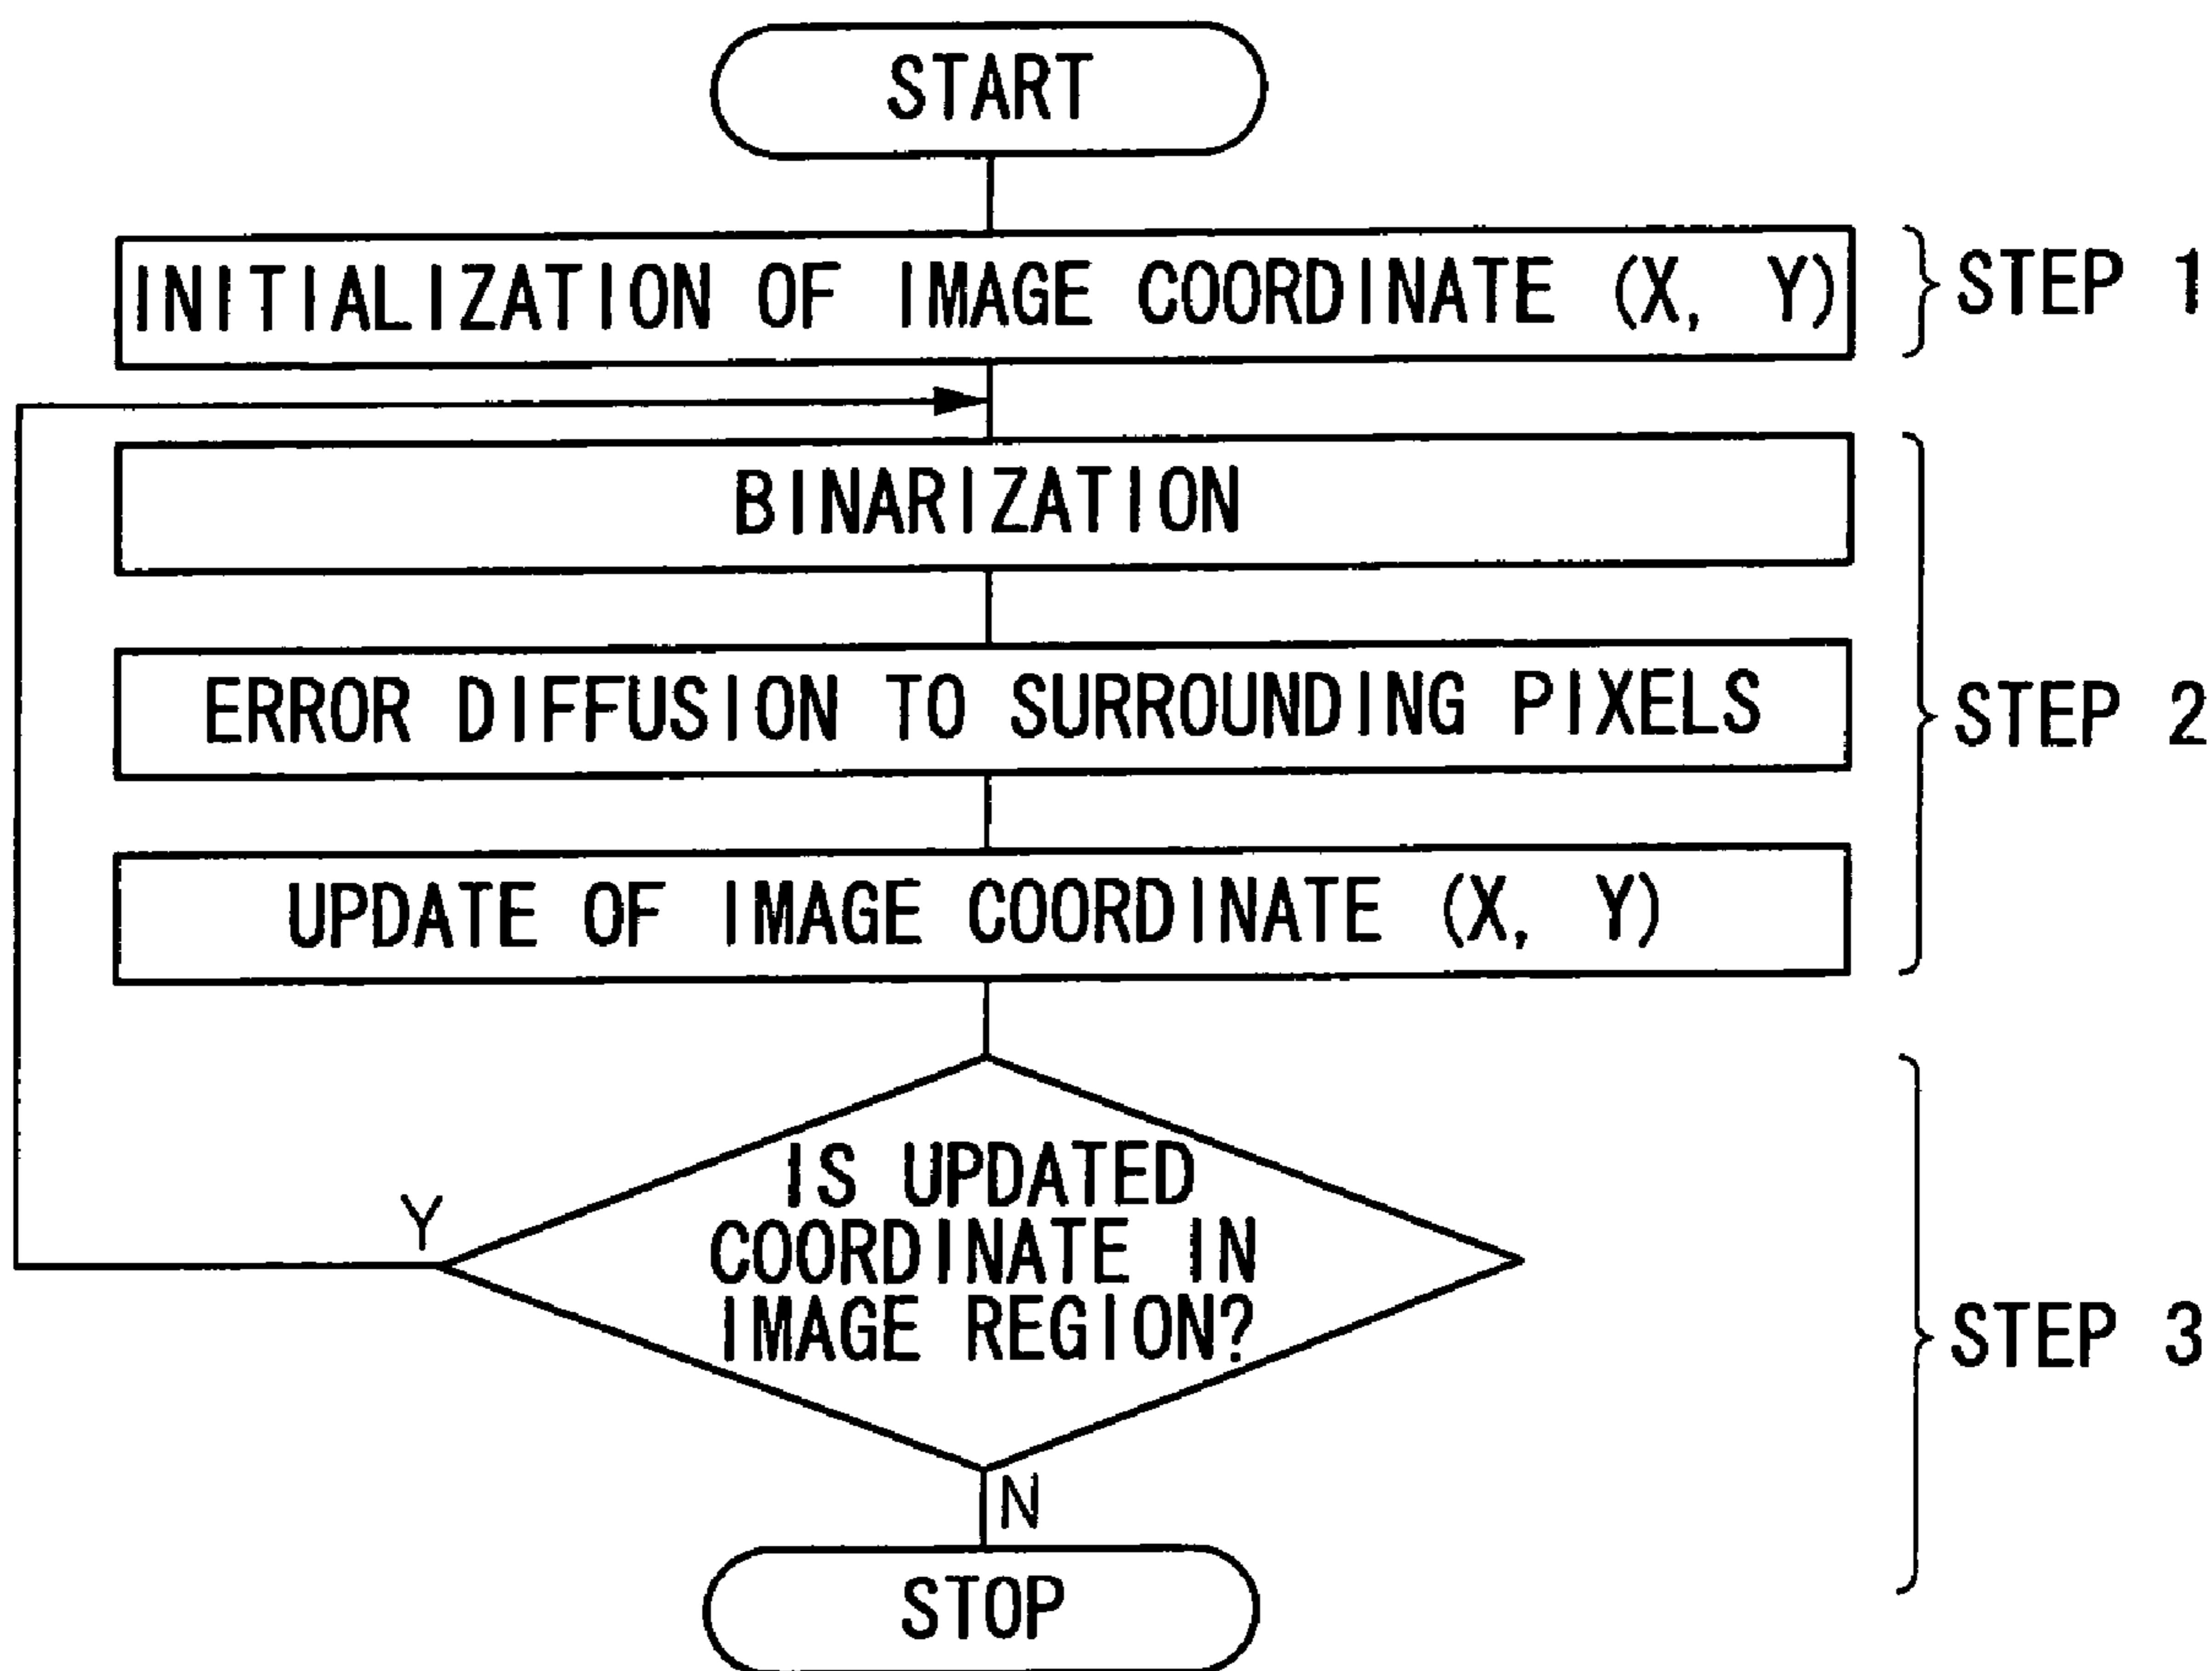 START
INITIALIZATION OF IMAGE COORDINATE (X, Y)
STEP 1
BINARIZATION
ERROR DIFFUSION TO SURROUNDING PIXELS
STEP 2
UPDATE OF IMAGE COORDINATE (X, Y)
IS UPDATED
COORDINATE IN
IMAGE REGION?
Y
STEP 3
N
STOP